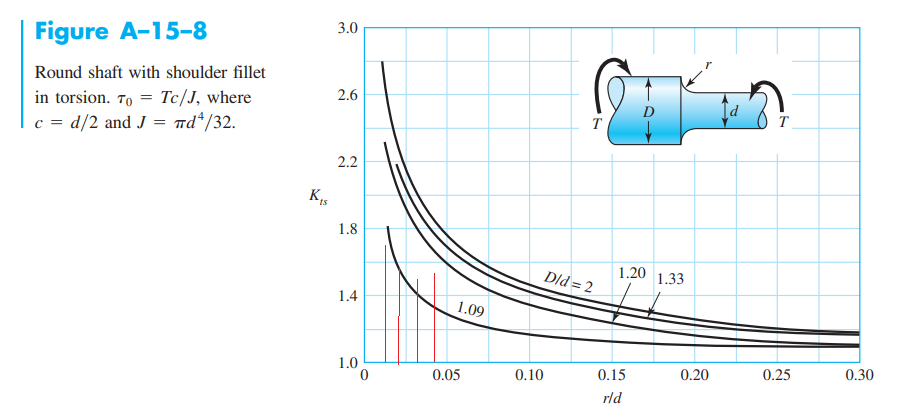 Figure A–15–8
Round shaft with shoulder fillet
in torsion. τ₀ = Tc/J, where
c = d/2 and J = πd⁴/32.
3.0
2.6
2.2
1.8
1.4
1.0
Kₜₛ
r
D
d
T
T
D/d = 2
1.20
1.33
1.09
0
0.05
0.10
0.15
0.20
0.25
0.30
r/d